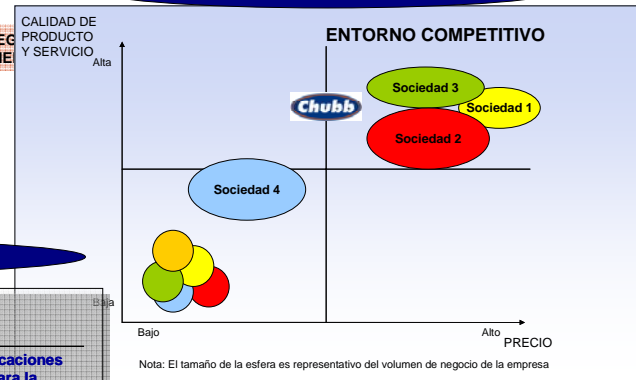 CALIDAD DE
PRODUCTO
Y SERVICIO
ENTORNO COMPETITIVO
Alta
Sociedad 3
Chubb
Sociedad 1
Sociedad 2
Sociedad 4
Baja
Bajo
Alto
PRECIO
Nota: El tamaño de la esfera es representativo del volumen de negocio de la empresa